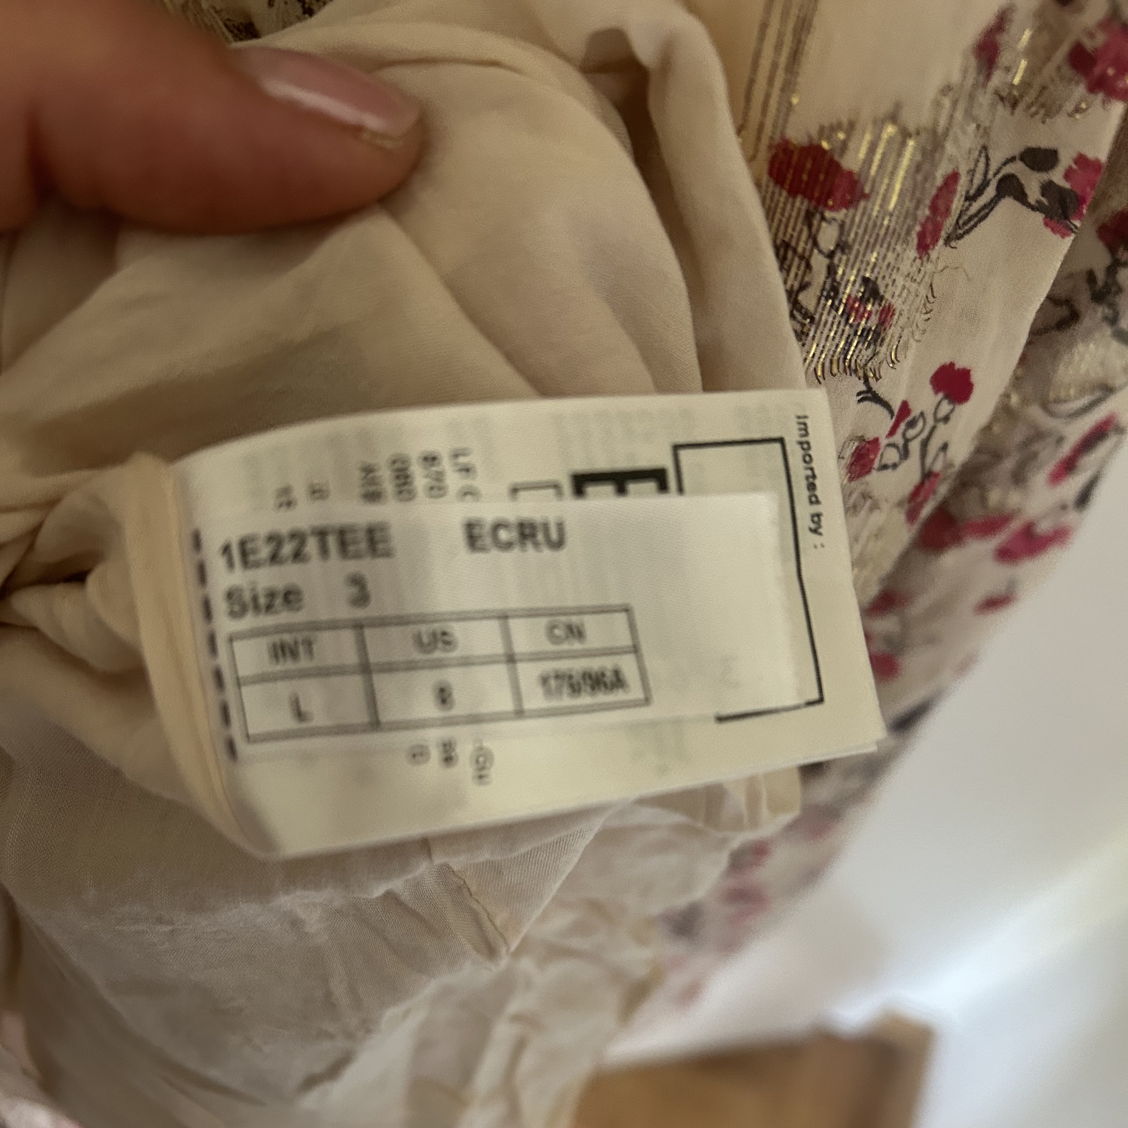 imported by :
1E22TEE ECRU
Size 3
INT US CN
L 8 175/96A